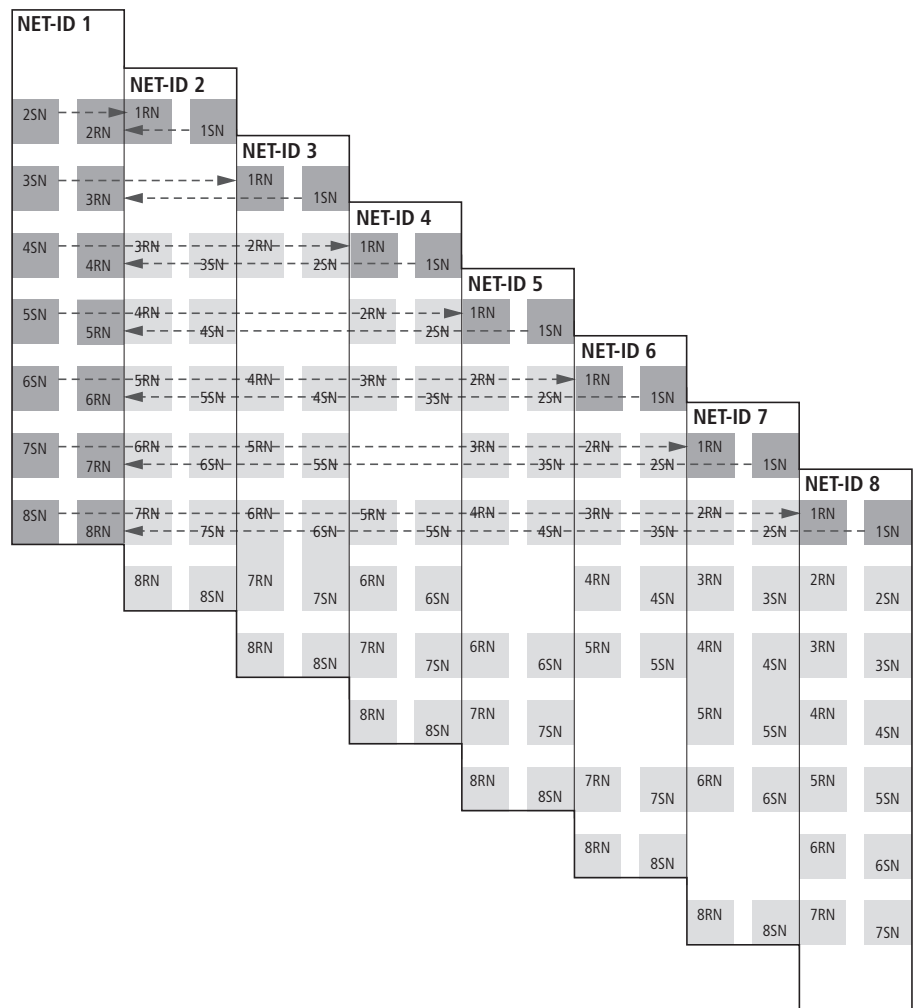 NET-ID 1
NET-ID 2
2SN 1RN
2RN 1SN
NET-ID 3
3SN 1RN
3RN 1SN
NET-ID 4
4SN 3RN 2RN 1RN
4RN 3SN 2SN 1SN
NET-ID 5
5SN 4RN 2RN 1RN
5RN 4SN 2SN 1SN
NET-ID 6
6SN 5RN 4RN 3RN 2RN 1RN
6RN 5SN 4SN 3SN 2SN 1SN
NET-ID 7
7SN 6RN 5RN 3RN 2RN 1RN
7RN 6SN 5SN 3SN 2SN 1SN
NET-ID 8
8SN 7RN 6RN 5RN 4RN 3RN 2RN 1RN
8RN 7SN 6SN 5SN 4SN 3SN 2SN 1SN
8RN 7RN 6RN 4RN 3RN 2RN
8SN 7SN 6SN 4SN 3SN 2SN
8RN 7RN 6RN 5RN 4RN 3RN
8SN 7SN 6SN 5SN 4SN 3SN
8RN 7RN 5RN 4RN
8SN 7SN 5SN 4SN
8RN 7RN 6RN 5RN
8SN 7SN 6SN 5SN
8RN 6RN
8SN 6SN
8RN 7RN
8SN 7SN